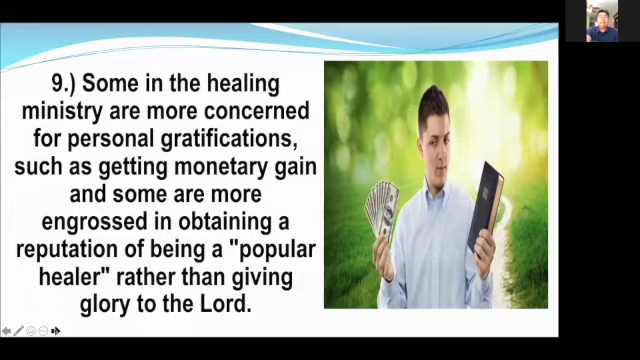 9.) Some in the healing
ministry are more concerned
for personal gratifications,
such as getting monetary gain
and some are more
engrossed in obtaining a
reputation of being a "popular
healer" rather than giving
glory to the Lord.